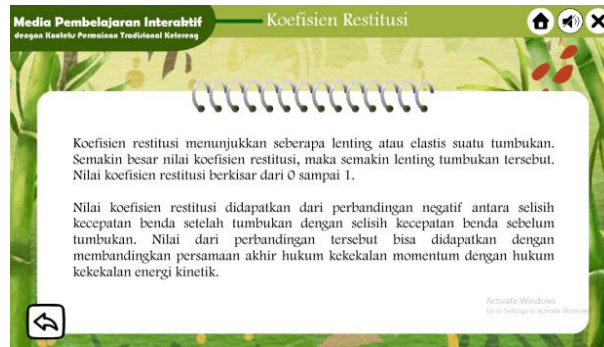 Media Pembelajaran Interaktif
dengan Konteks Permainan Tradisional Kelereng
Koefisien Restitusi
Koefisien restitusi menunjukkan seberapa lenting atau elastis suatu tumbukan.
Semakin besar nilai koefisien restitusi, maka semakin lenting tumbukan tersebut.
Nilai koefisien restitusi berkisar dari 0 sampai 1.
Nilai koefisien restitusi didapatkan dari perbandingan negatif antara selisih
kecepatan benda setelah tumbukan dengan selisih kecepatan benda sebelum
tumbukan. Nilai dari perbandingan tersebut bisa didapatkan dengan
membandingkan persamaan akhir hukum kekekalan momentum dengan hukum
kekekalan energi kinetik.
Activate Windows
Go to Settings to activate Windows